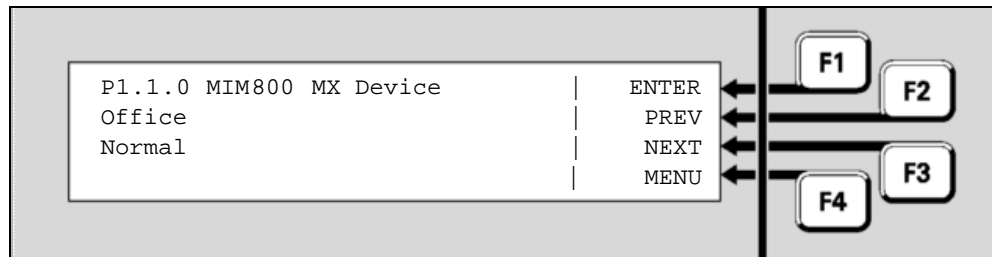 P1.1.0 MIM800 MX Device | ENTER
Office | PREV
Normal | NEXT
| MENU
F1
F2
F3
F4